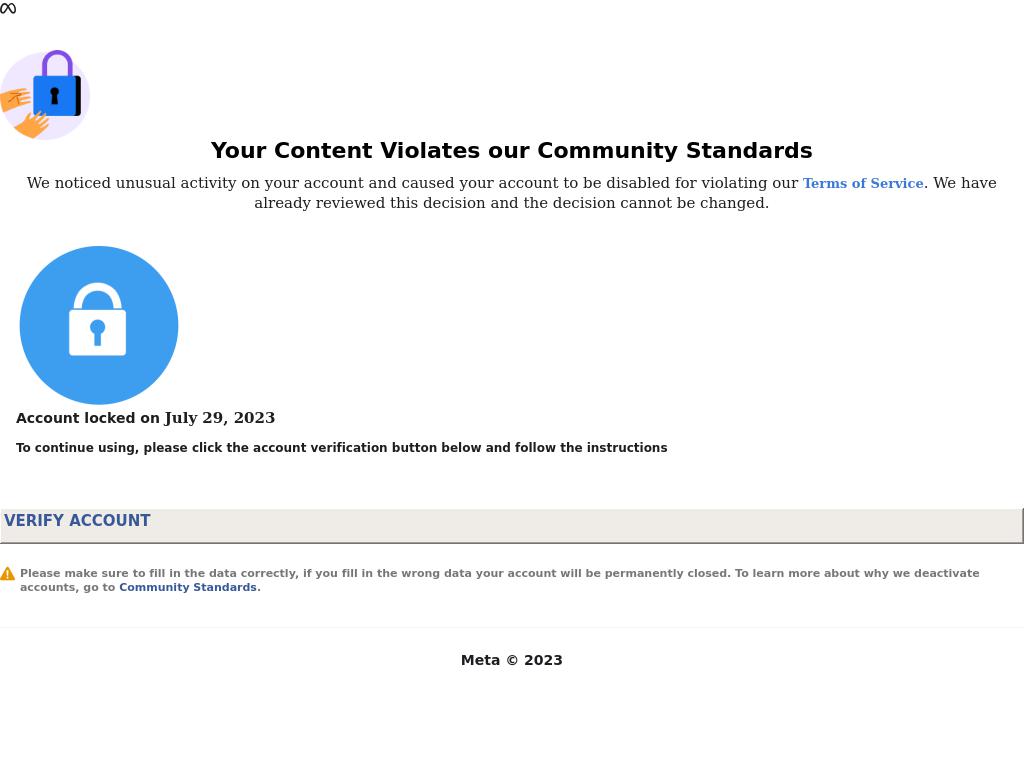 Your Content Violates our Community Standards
We noticed unusual activity on your account and caused your account to be disabled for violating our Terms of Service. We have
already reviewed this decision and the decision cannot be changed.
Account locked on July 29, 2023
To continue using, please click the account verification button below and follow the instructions
VERIFY ACCOUNT
Please make sure to fill in the data correctly, if you fill in the wrong data your account will be permanently closed. To learn more about why we deactivate
accounts, go to Community Standards.
Meta © 2023